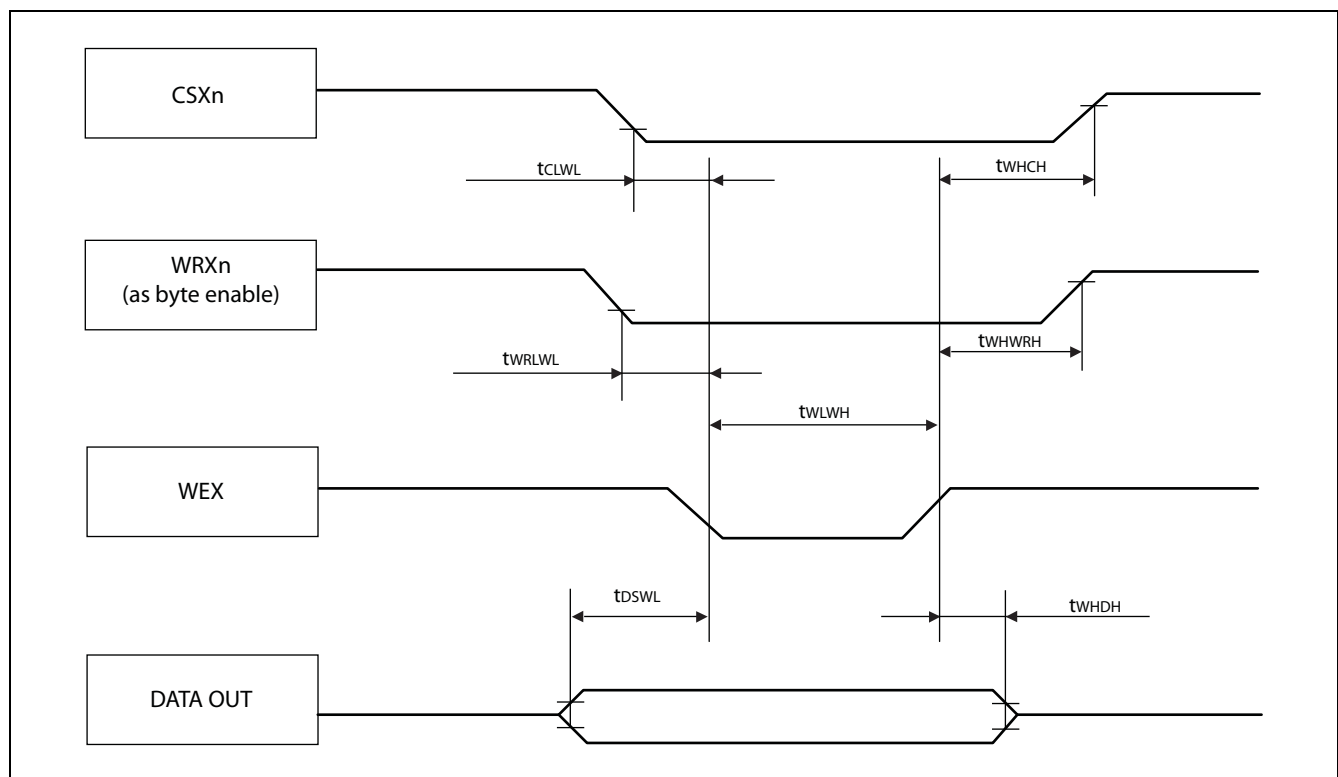 CSXn
tCLWL
tWHCH
WRXn
(as byte enable)
tWRLWL
tWHWRH
tWLWH
WEX
tDSWL
tWHDH
DATA OUT